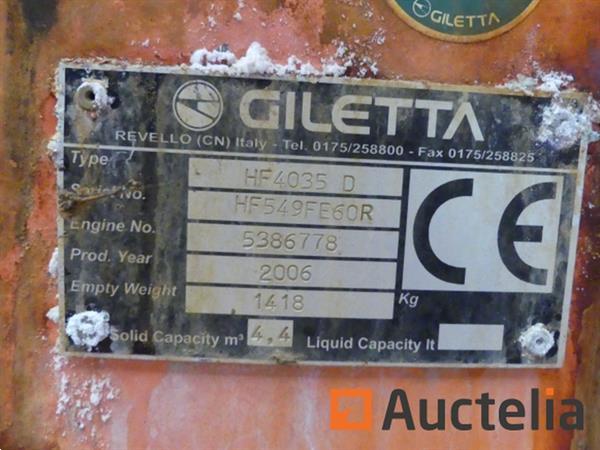 GILETTA
GILETTA
REVELLO (CN) Italy - Tel. 0175/258800 - Fax 0175/258825
Type HF4035 D
Serial No. HF549FE60R
Engine No. 5386778
Prod. Year 2006
Empty Weight 1418 Kg
Solid Capacity m³ 4,4 Liquid Capacity lt
CE
Auctelia